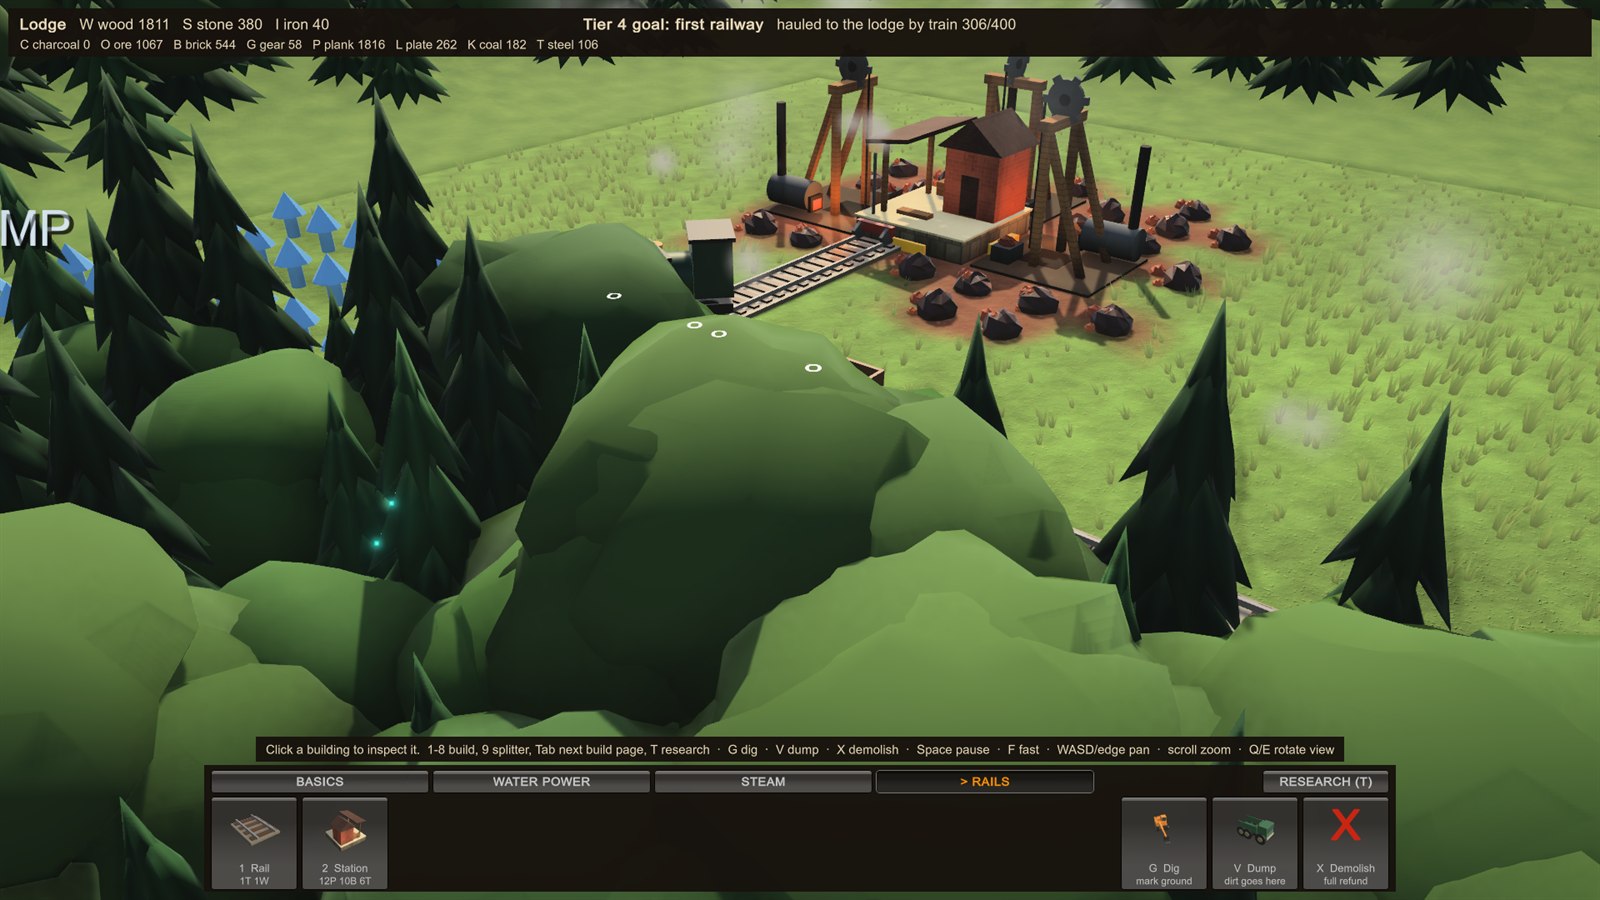 Lodge W wood 1811 S stone 380 I iron 40
Tier 4 goal: first railway hauled to the lodge by train 306/400
C charcoal 0 O ore 1067 B brick 544 G gear 58 P plank 1816 L plate 262 K coal 182 T steel 106
MP
Click a building to inspect it. 1-8 build, 9 splitter, Tab next build page, T research · G dig · V dump · X demolish · Space pause · F fast · WASD/edge pan · scroll zoom · Q/E rotate view
BASICS
WATER POWER
STEAM
> RAILS
RESEARCH (T)
1 Rail
1T 1W
2 Station
12P 10B 6T
G Dig
mark ground
V Dump
dirt goes here
X Demolish
full refund